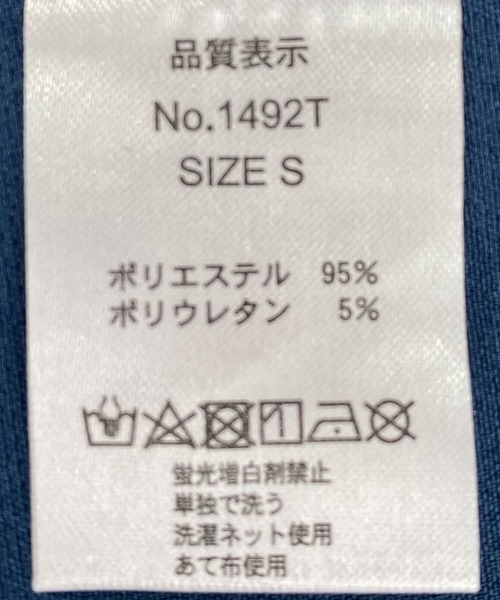 品質表示
No.1492T
SIZE S
ポリエステル 95%
ポリウレタン 5%
蛍光増白剤禁止
単独で洗う
洗濯ネット使用
あて布使用